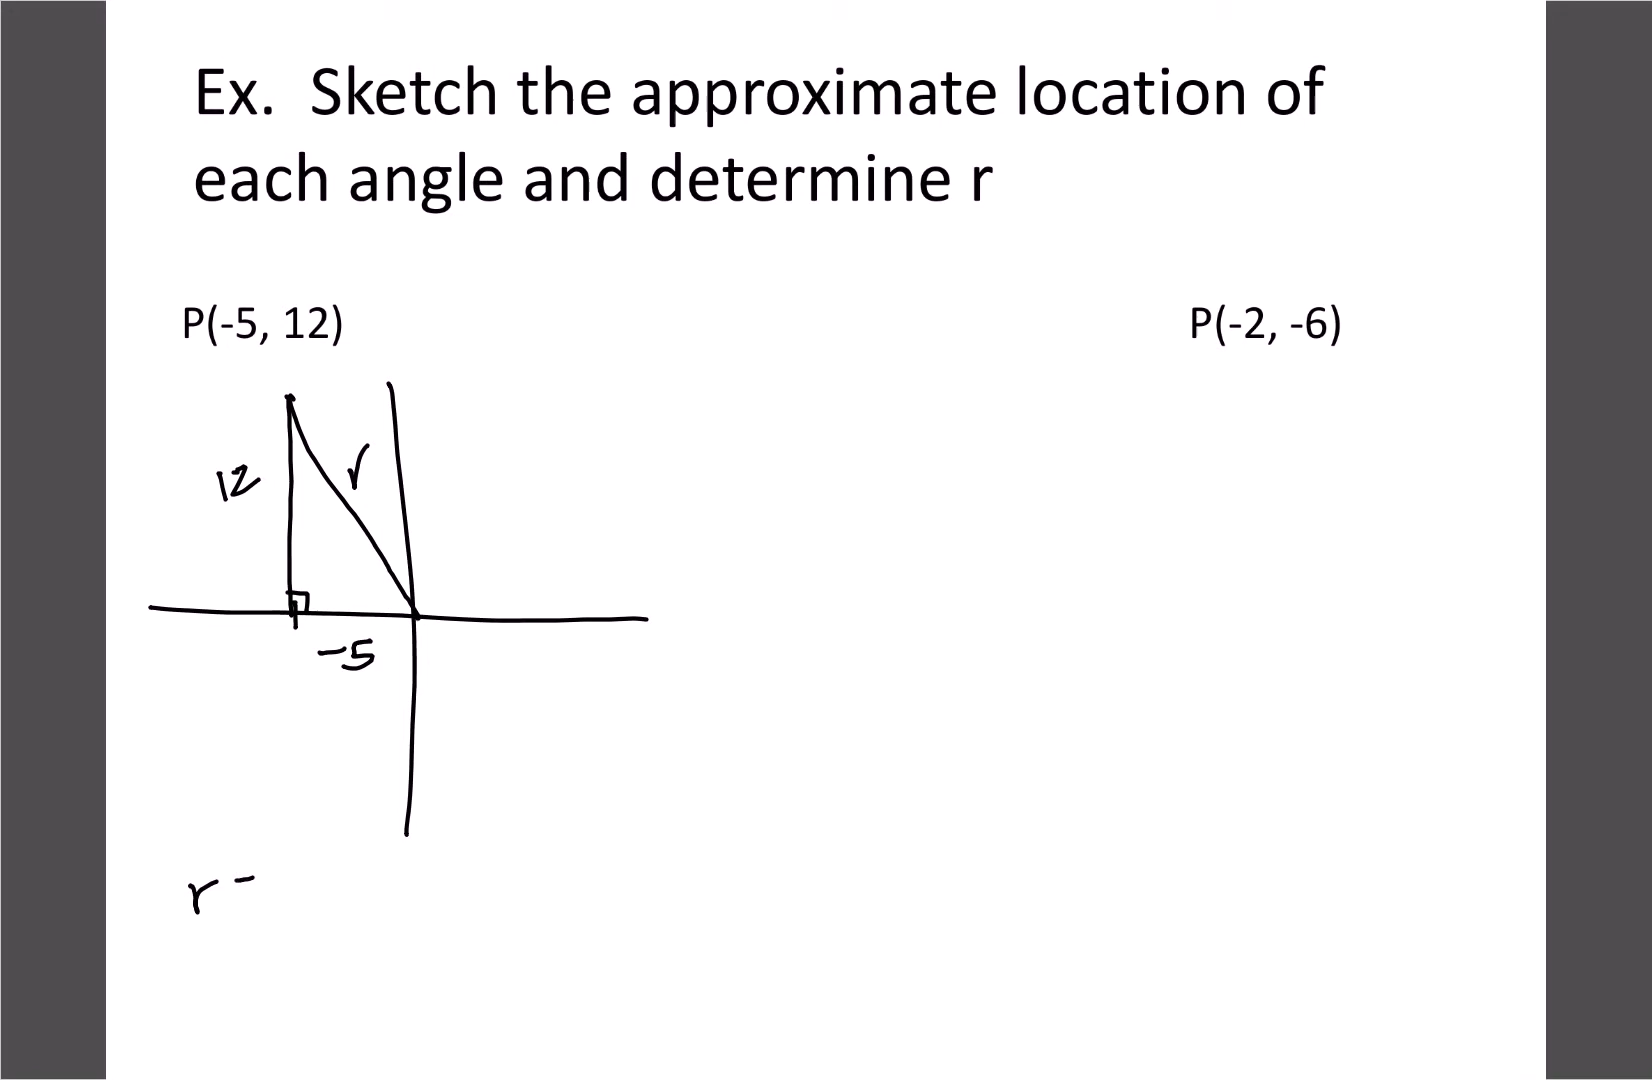 Ex. Sketch the approximate location of
each angle and determine r
P(-5, 12)
P(-2, -6)
12
r
-5
r -